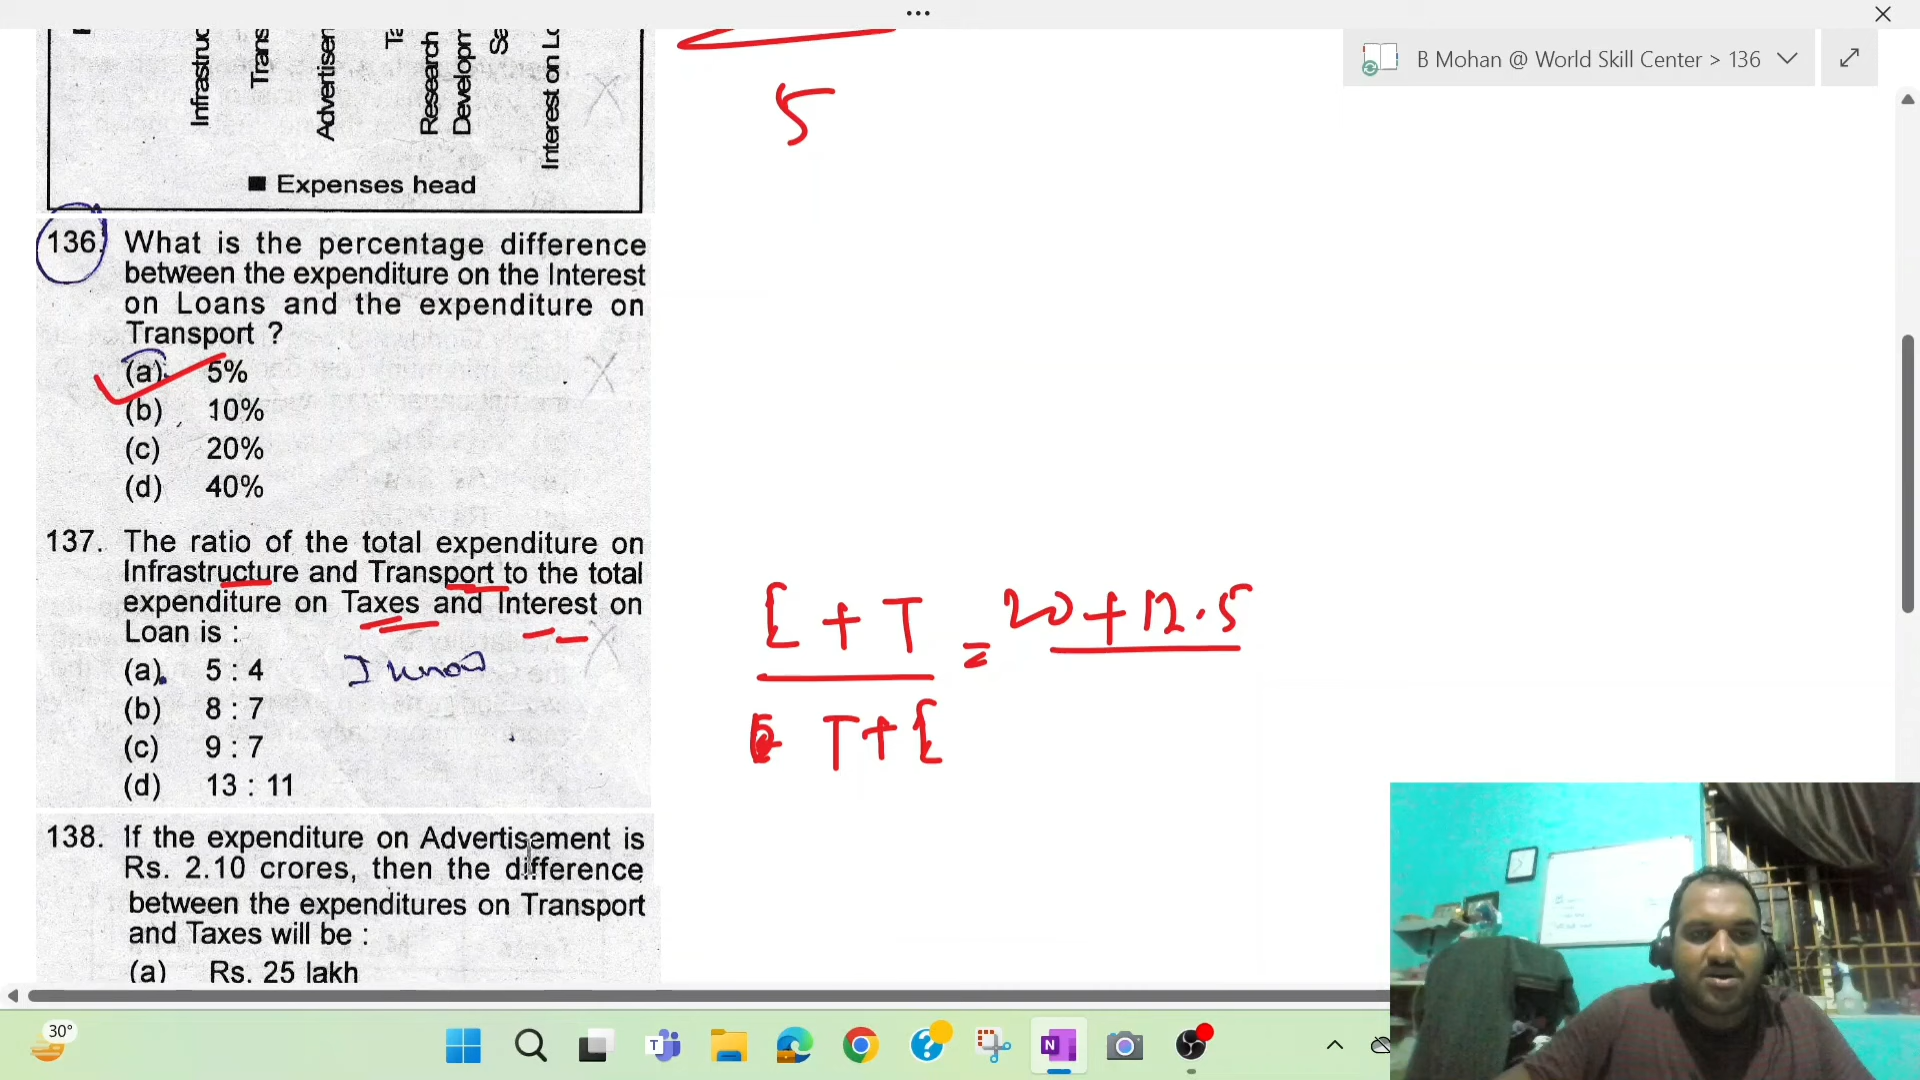 B Mohan @ World Skill Center > 136
Infrastruc
Trans
Advertisem
Ta
Research
Developm
Sa
Interest on Lo
■ Expenses head
5
136. What is the percentage difference
between the expenditure on the Interest
on Loans and the expenditure on
Transport ?
(a) 5%
(b) 10%
(c) 20%
(d) 40%
137. The ratio of the total expenditure on
Infrastructure and Transport to the total
expenditure on Taxes and Interest on
Loan is :
(a) 5 : 4
I know
(b) 8 : 7
(c) 9 : 7
(d) 13 : 11
I + T = 20 + 12.5
T + I
138. If the expenditure on Advertisement is
Rs. 2.10 crores, then the difference
between the expenditures on Transport
and Taxes will be :
(a) Rs. 25 lakh
30°